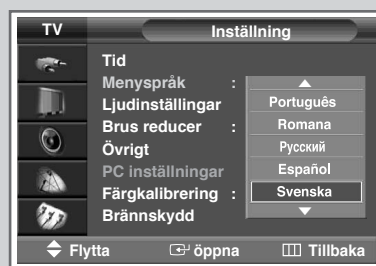 TV
Inställning
Tid
Menyspråk :
Ljudinställingar
Brus reducer :
Övrigt
PC inställningar
Färgkalibrering :
Brännskydd
Português
Romana
Русский
Español
Svenska
Flytta
öppna
Tillbaka